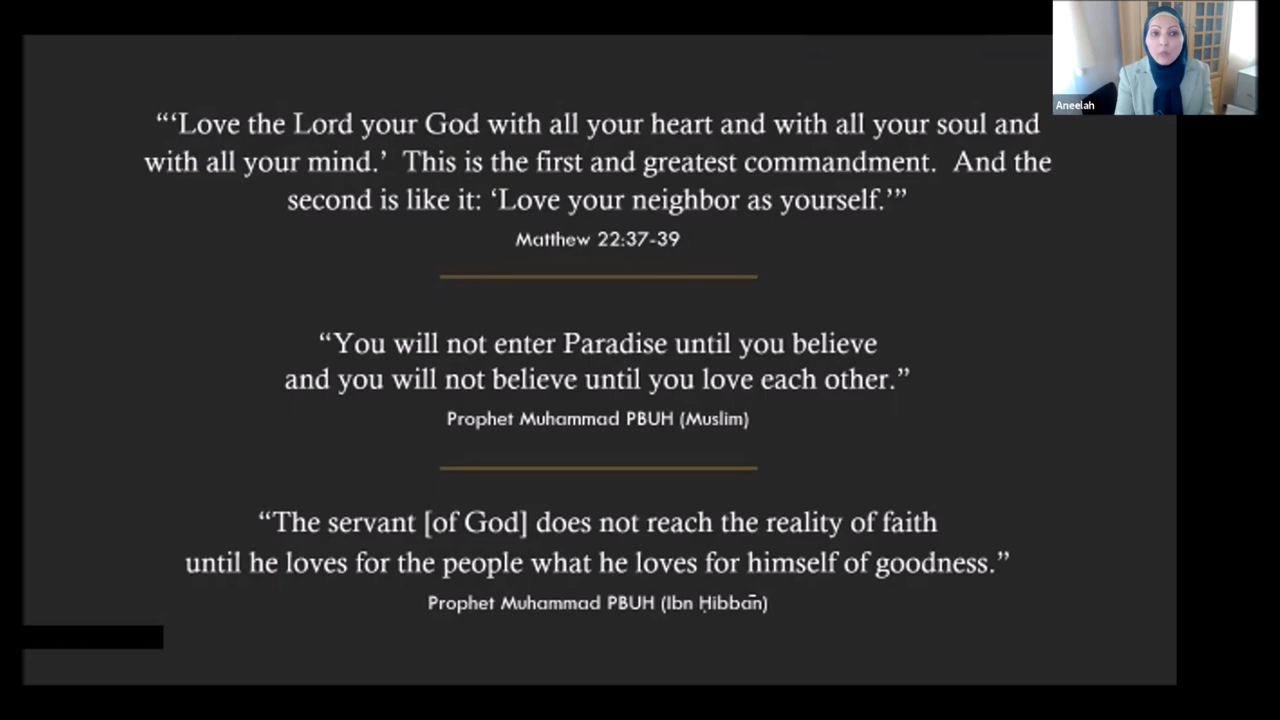 Aneelah
“‘Love the Lord your God with all your heart and with all your soul and
with all your mind.’ This is the first and greatest commandment. And the
second is like it: ‘Love your neighbor as yourself.’”
Matthew 22:37-39
“You will not enter Paradise until you believe
and you will not believe until you love each other.”
Prophet Muhammad PBUH (Muslim)
“The servant [of God] does not reach the reality of faith
until he loves for the people what he loves for himself of goodness.”
Prophet Muhammad PBUH (Ibn Ḥibbān)